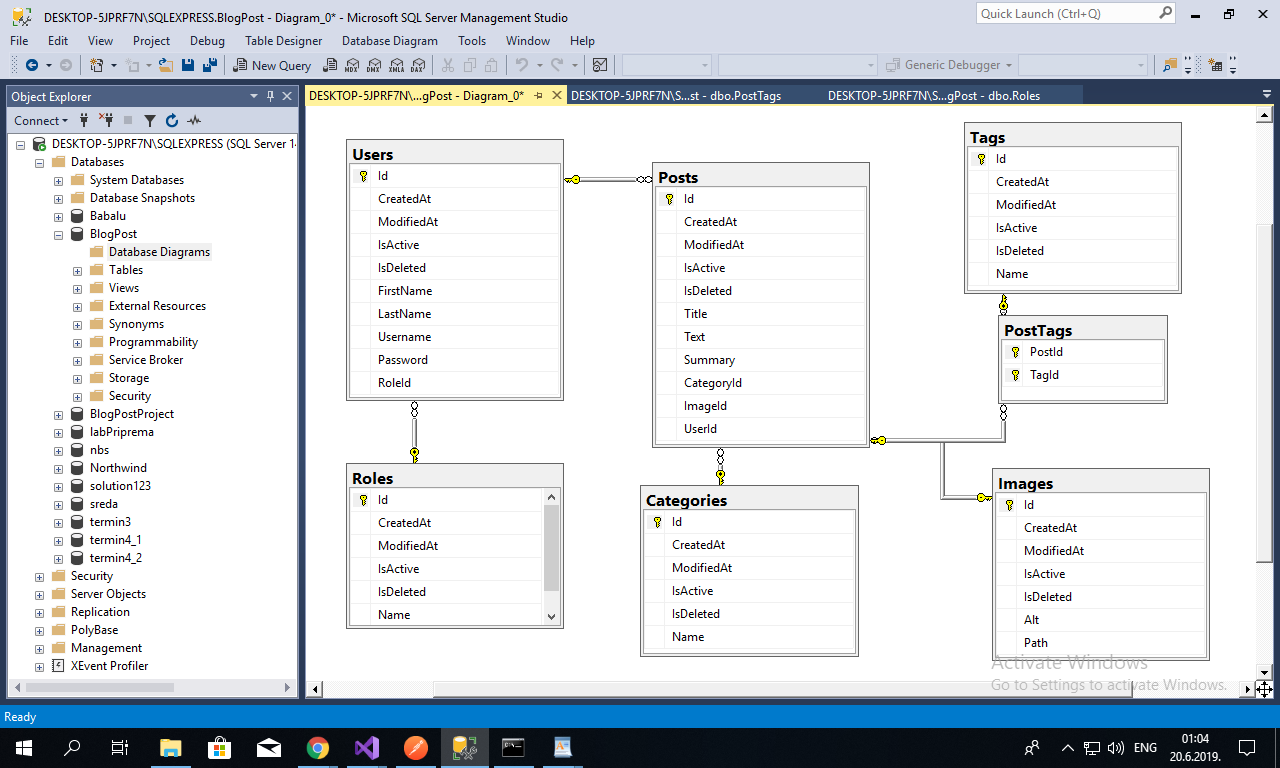 DESKTOP-5JPRF7N\SQLEXPRESS.BlogPost - Diagram_0* - Microsoft SQL Server Management Studio
Quick Launch (Ctrl+Q)
File Edit View Project Debug Table Designer Database Diagram Tools Window Help
New Query MDX DMX XMLA DAX Generic Debugger
Object Explorer
DESKTOP-5JPRF7N\...gPost - Diagram_0* DESKTOP-5JPRF7N\S...st - dbo.PostTags DESKTOP-5JPRF7N\S...gPost - dbo.Roles
Connect
DESKTOP-5JPRF7N\SQLEXPRESS (SQL Server 14
Databases
System Databases
Database Snapshots
Babalu
BlogPost
Database Diagrams
Tables
Views
External Resources
Synonyms
Programmability
Service Broker
Storage
Security
BlogPostProject
labPriprema
nbs
Northwind
solution123
sreda
termin3
termin4_1
termin4_2
Security
Server Objects
Replication
PolyBase
Management
XEvent Profiler
Users
Id
CreatedAt
ModifiedAt
IsActive
IsDeleted
FirstName
LastName
Username
Password
RoleId
Roles
Id
CreatedAt
ModifiedAt
IsActive
IsDeleted
Name
Posts
Id
CreatedAt
ModifiedAt
IsActive
IsDeleted
Title
Text
Summary
CategoryId
ImageId
UserId
Categories
Id
CreatedAt
ModifiedAt
IsActive
IsDeleted
Name
Tags
Id
CreatedAt
ModifiedAt
IsActive
IsDeleted
Name
PostTags
PostId
TagId
Images
Id
CreatedAt
ModifiedAt
IsActive
IsDeleted
Alt
Path
Activate Windows
Go to Settings to activate Windows.
Ready
ENG
01:04
20.6.2019.